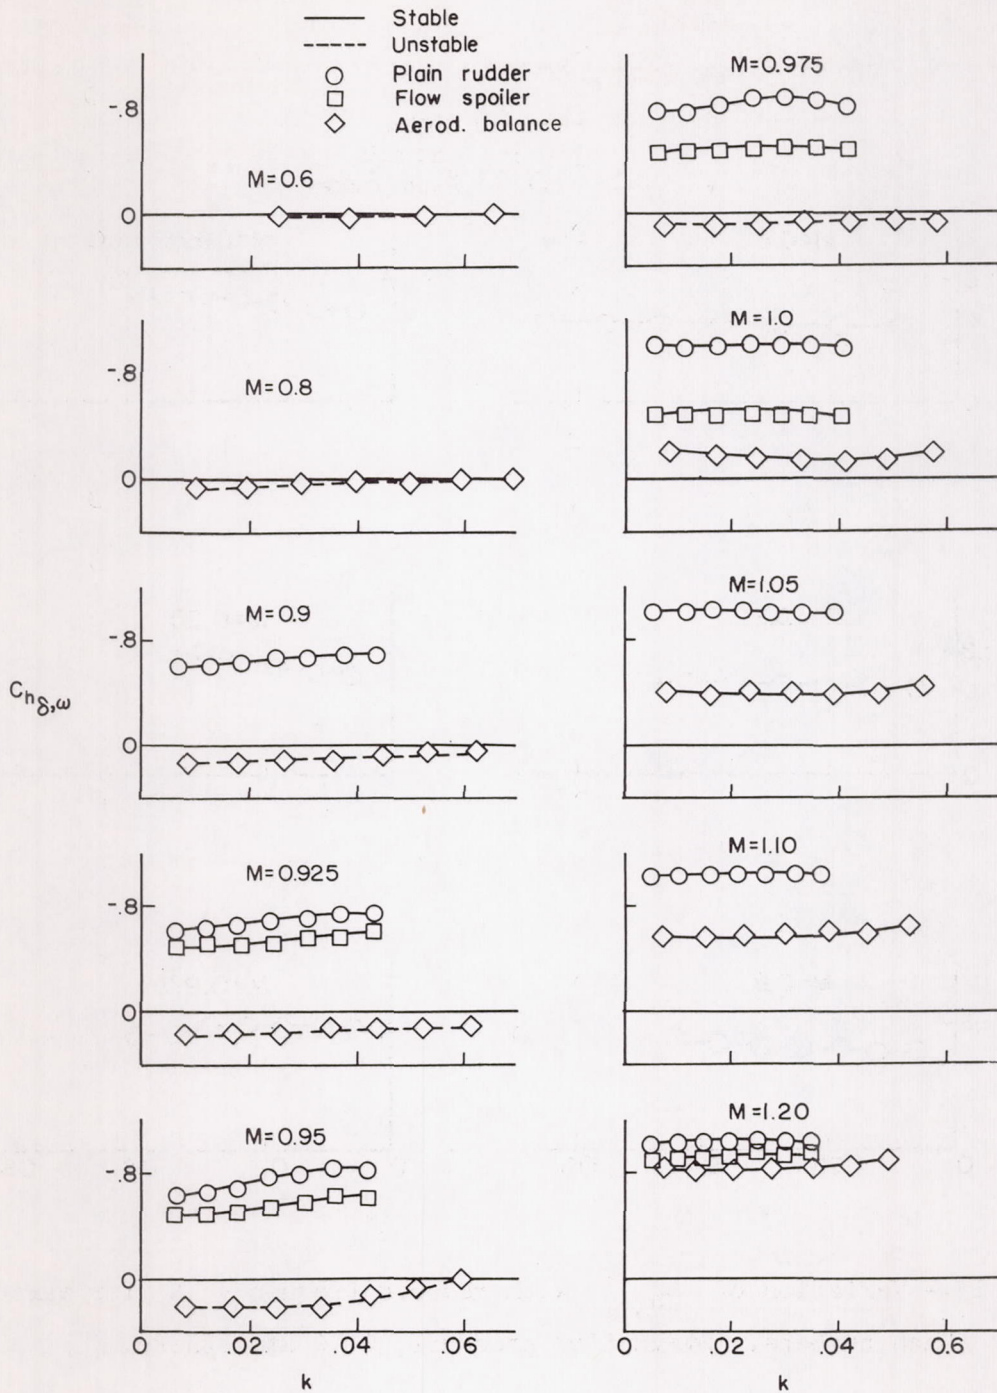 Stable
Unstable
Plain rudder
Flow spoiler
Aerod. balance
M=0.6
-.8
0
M=0.975
M=0.8
-.8
0
M=1.0
M=0.9
-.8
0
M=1.05
C h δ,ω
M=0.925
-.8
0
M=1.10
M=0.95
-.8
0
M=1.20
0 .02 .04 .06
k
0 .02 .04 0.6
k